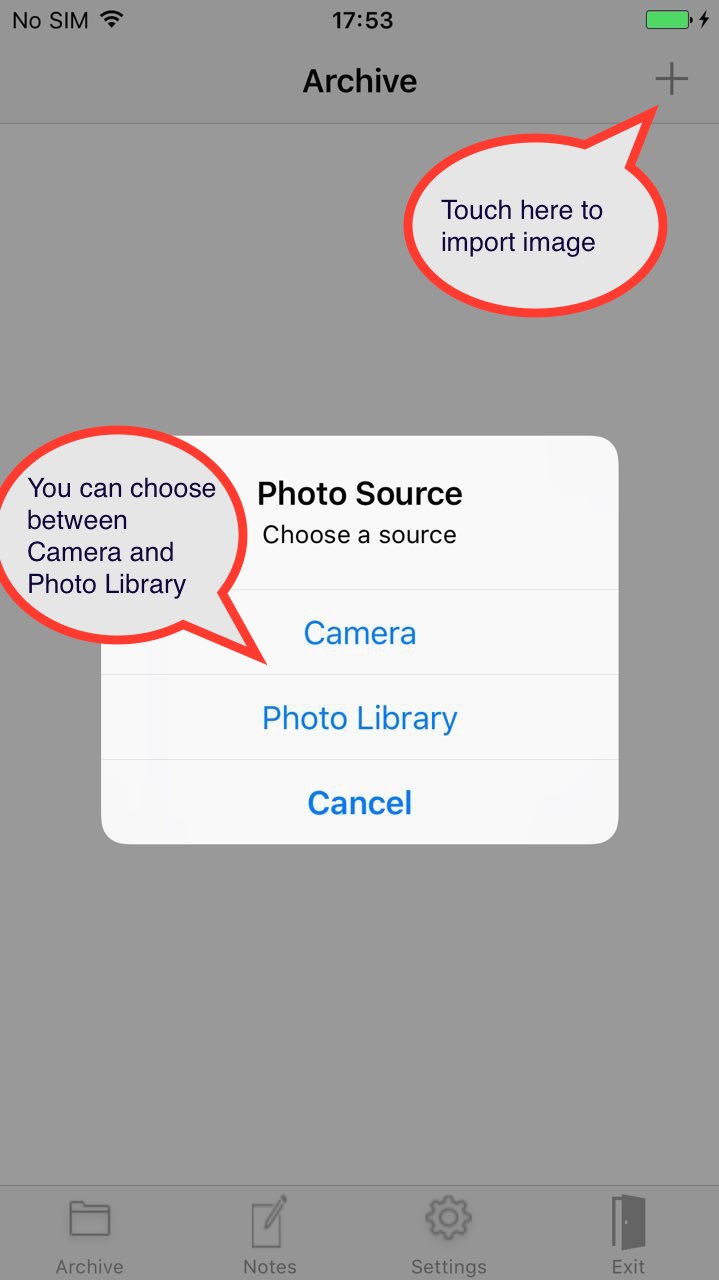 No SIM 17:53
Archive
Touch here to
import image
You can choose
between
Camera and
Photo Library
Photo Source
Choose a source
Camera
Photo Library
Cancel
Archive Notes Settings Exit